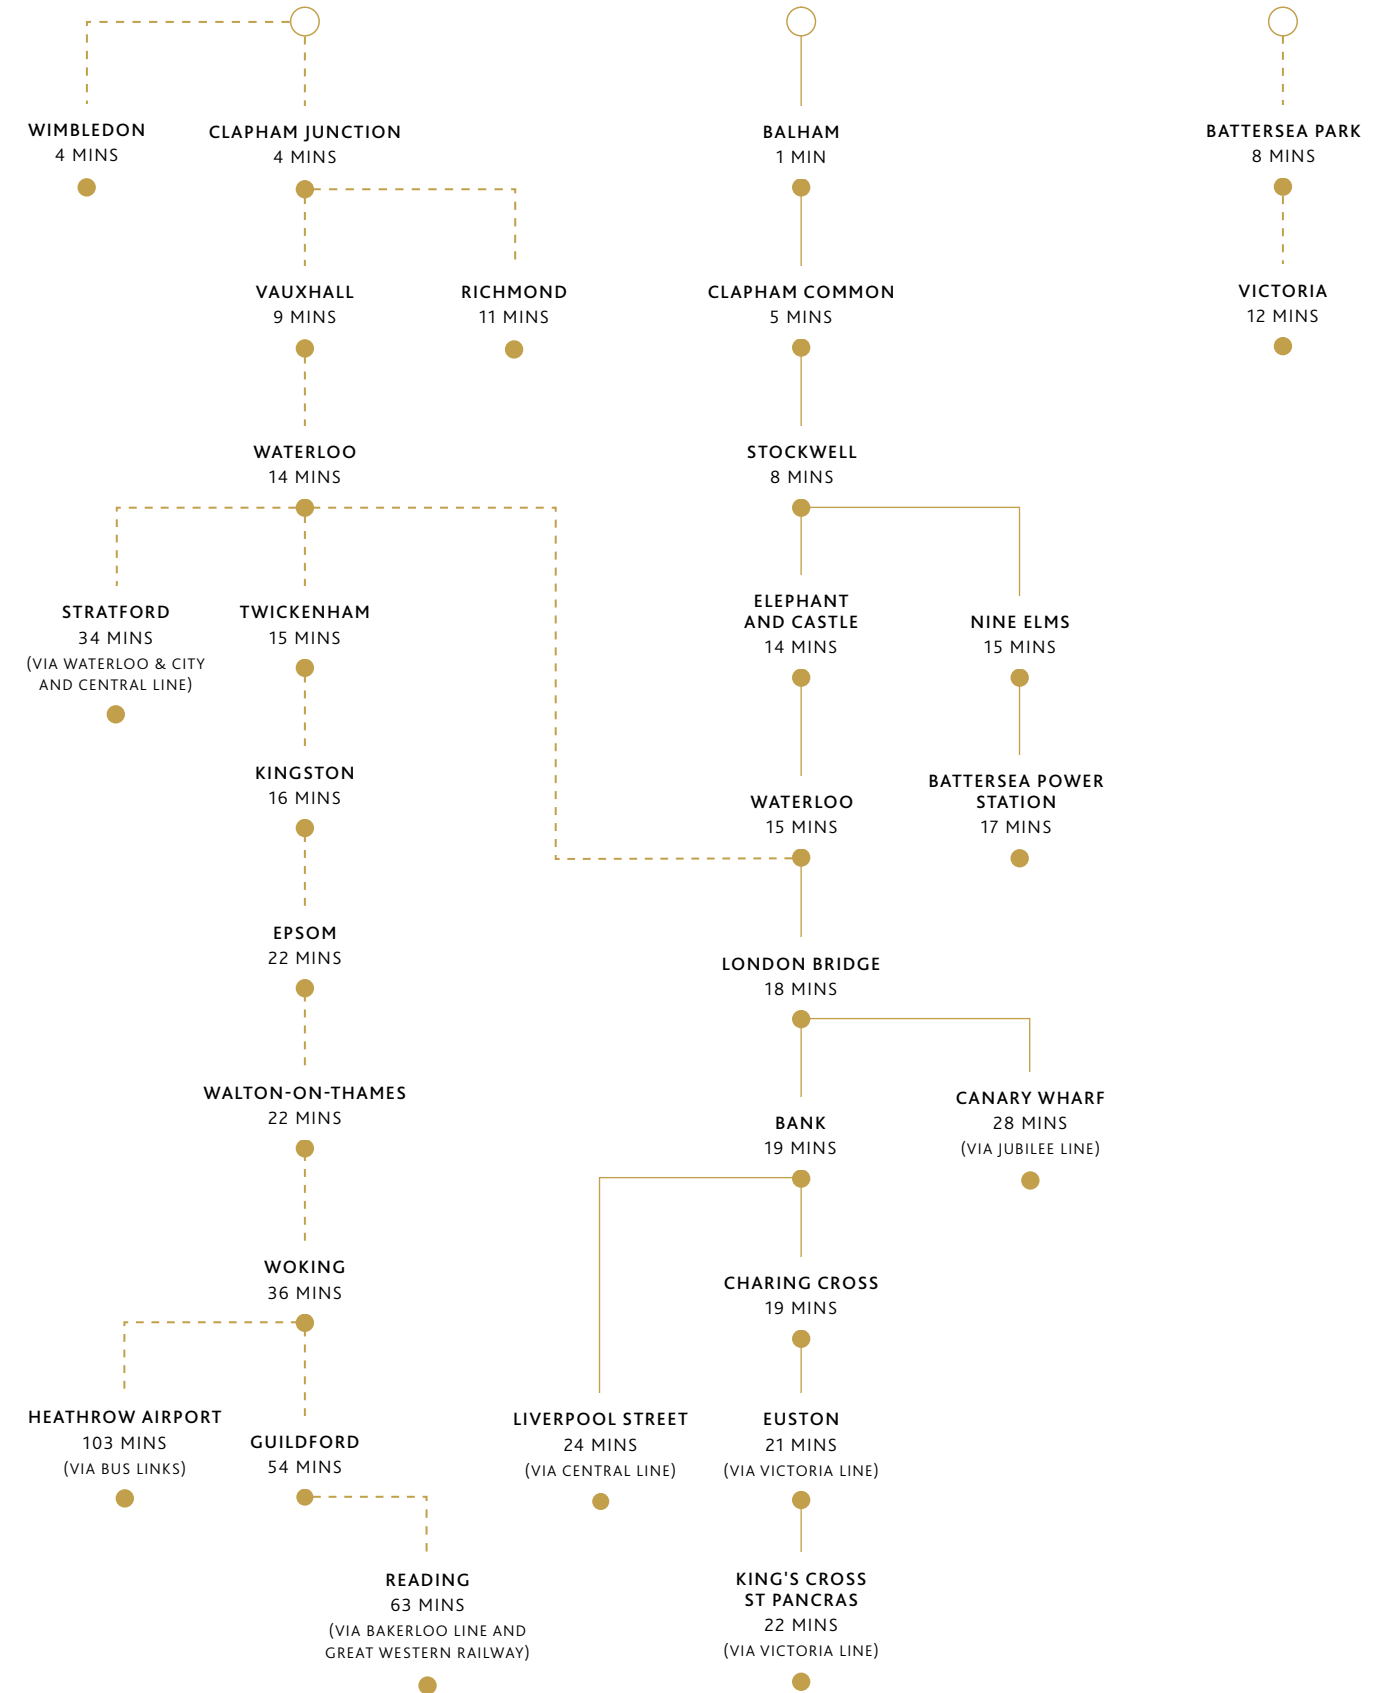 WIMBLEDON
4 MINS
CLAPHAM JUNCTION
4 MINS
VAUXHALL
9 MINS
RICHMOND
11 MINS
WATERLOO
14 MINS
STRATFORD
34 MINS
(VIA WATERLOO & CITY
AND CENTRAL LINE)
TWICKENHAM
15 MINS
KINGSTON
16 MINS
EPSOM
22 MINS
WALTON-ON-THAMES
22 MINS
WOKING
36 MINS
HEATHROW AIRPORT
103 MINS
(VIA BUS LINKS)
GUILDFORD
54 MINS
READING
63 MINS
(VIA BAKERLOO LINE AND
GREAT WESTERN RAILWAY)
BALHAM
1 MIN
CLAPHAM COMMON
5 MINS
STOCKWELL
8 MINS
ELEPHANT
AND CASTLE
14 MINS
NINE ELMS
15 MINS
BATTERSEA POWER
STATION
17 MINS
WATERLOO
15 MINS
LONDON BRIDGE
18 MINS
CANARY WHARF
28 MINS
(VIA JUBILEE LINE)
BANK
19 MINS
LIVERPOOL STREET
24 MINS
(VIA CENTRAL LINE)
CHARING CROSS
19 MINS
EUSTON
21 MINS
(VIA VICTORIA LINE)
KING'S CROSS
ST PANCRAS
22 MINS
(VIA VICTORIA LINE)
BATTERSEA PARK
8 MINS
VICTORIA
12 MINS